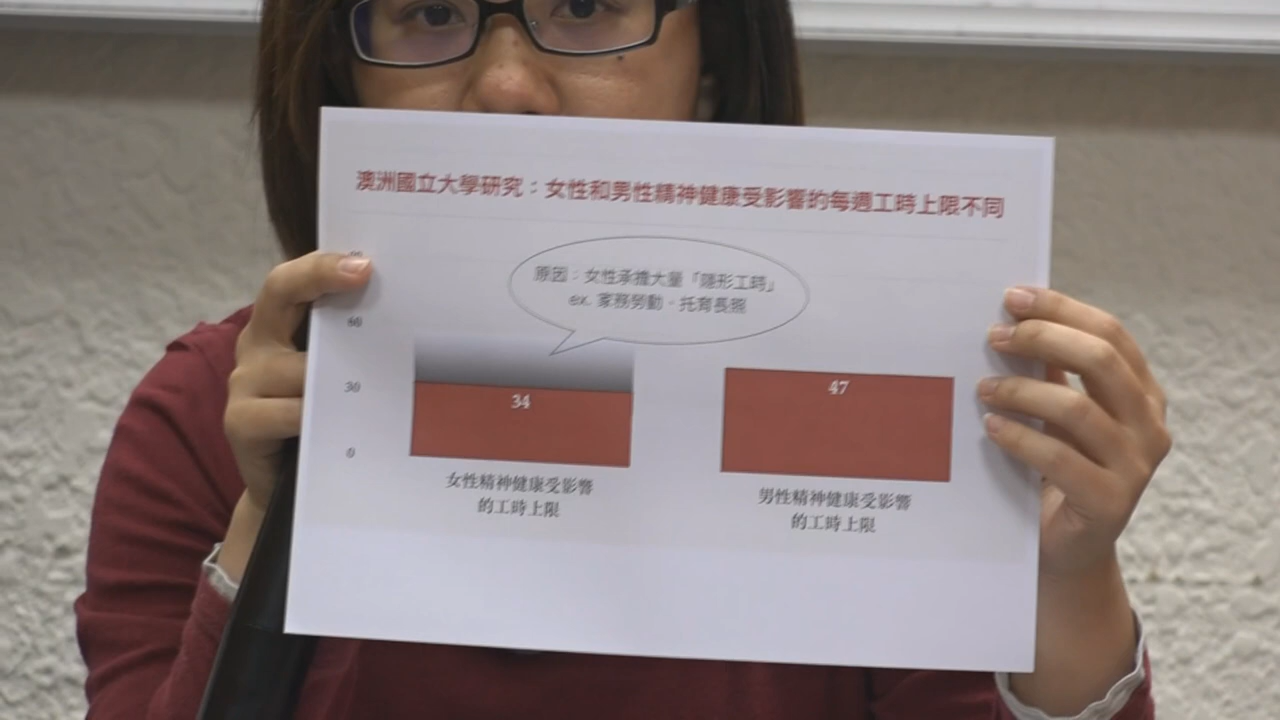 澳洲國立大學研究：女性和男性精神健康受影響的每週工時上限不同
原因：女性承擔大量「隱形工時」
ex. 家務勞動、托育長照
60
30
0
34
47
女性精神健康受影響
的工時上限
男性精神健康受影響
的工時上限